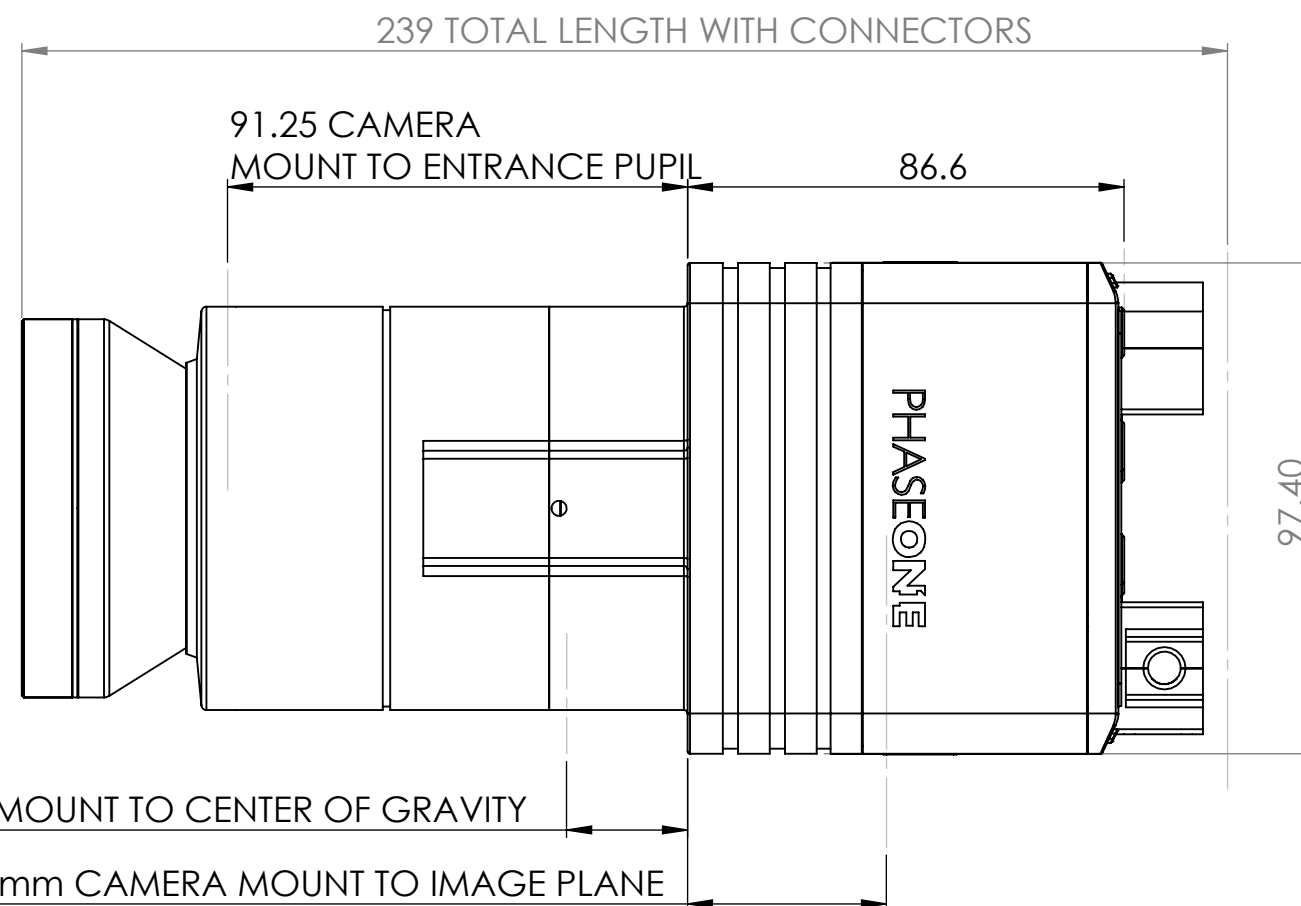 239 TOTAL LENGTH WITH CONNECTORS
91.25 CAMERA
MOUNT TO ENTRANCE PUPIL
86.6
97.40
PHASEONE
MOUNT TO CENTER OF GRAVITY
mm CAMERA MOUNT TO IMAGE PLANE